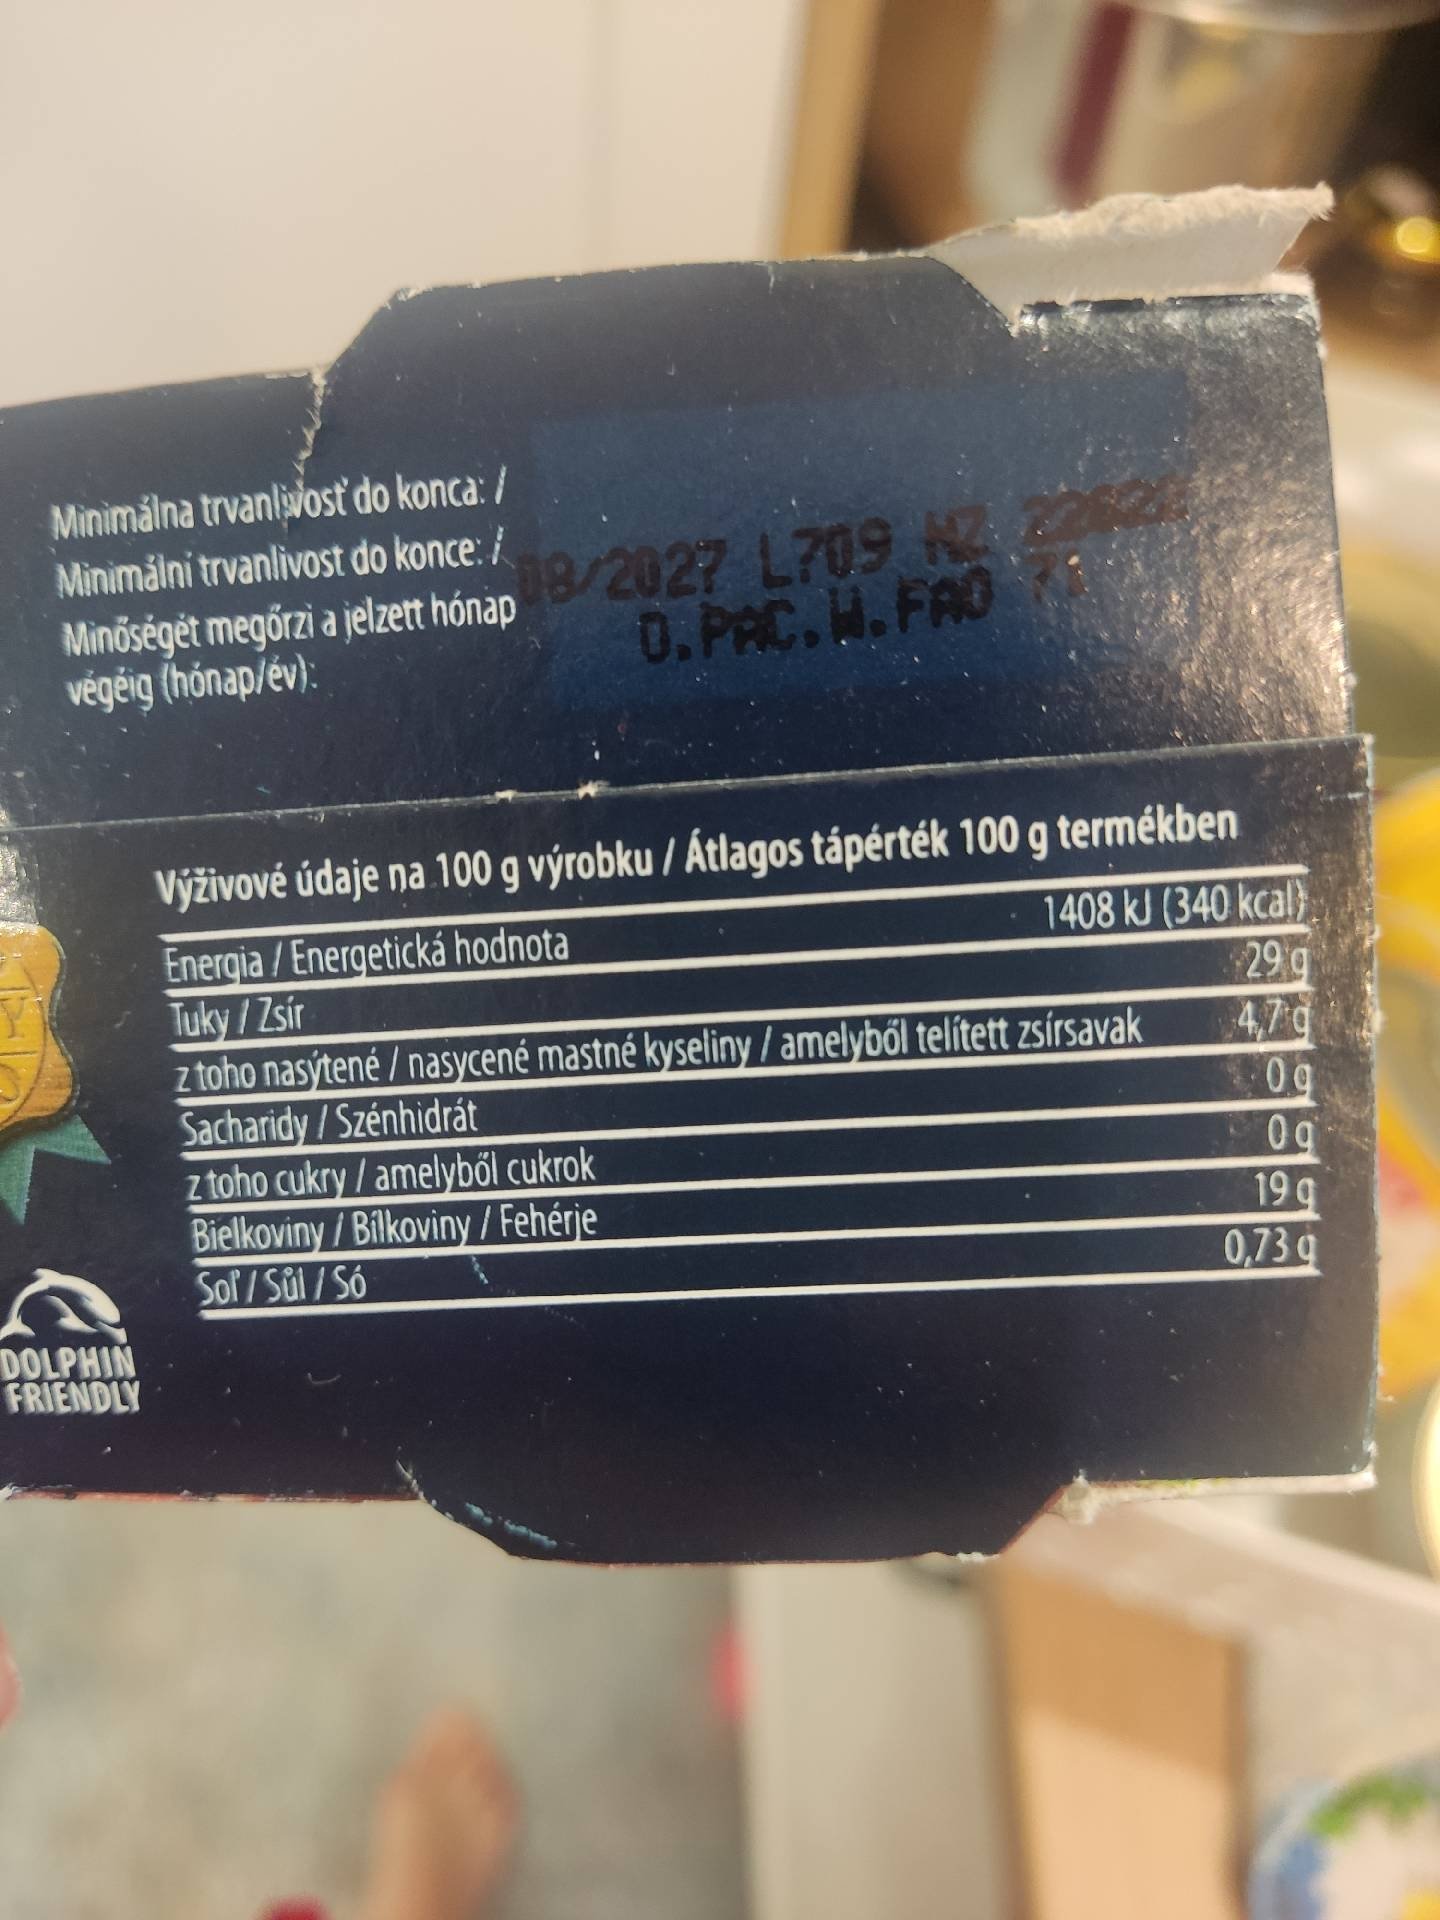 Minimálna trvanlivosť do konca: /
Minimální trvanlivost do konce: /
Minőségét megőrzi a jelzett hónap
végéig (hónap/év):
08/2027 L709 MZ
O.PAC.W.FAO 71
Výživové údaje na 100 g výrobku / Átlagos tápérték 100 g termékben
Energia / Energetická hodnota 1408 kJ (340 kcal)
Tuky / Zsír 29 g
z toho nasýtené / nasycené mastné kyseliny / amelyből telített zsírsavak 4,7 g
Sacharidy / Szénhidrát 0 g
z toho cukry / amelyből cukrok 0 g
Bielkoviny / Bílkoviny / Fehérje 19 g
Soľ / Sůl / Só 0,73 g
DOLPHIN
FRIENDLY